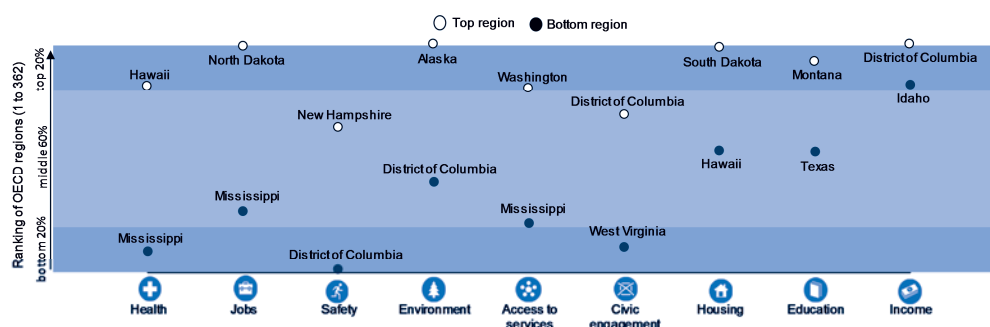 Top region
Bottom region
Ranking of OECD regions (1 to 362)
top 20%
middle 60%
bottom 20%
Hawaii
North Dakota
New Hampshire
Alaska
Washington
District of Columbia
South Dakota
Montana
District of Columbia
Mississippi
Mississippi
District of Columbia
District of Columbia
Mississippi
West Virginia
Hawaii
Texas
Idaho
Health
Jobs
Safety
Environment
Access to
services
Civic
engagement
Housing
Education
Income